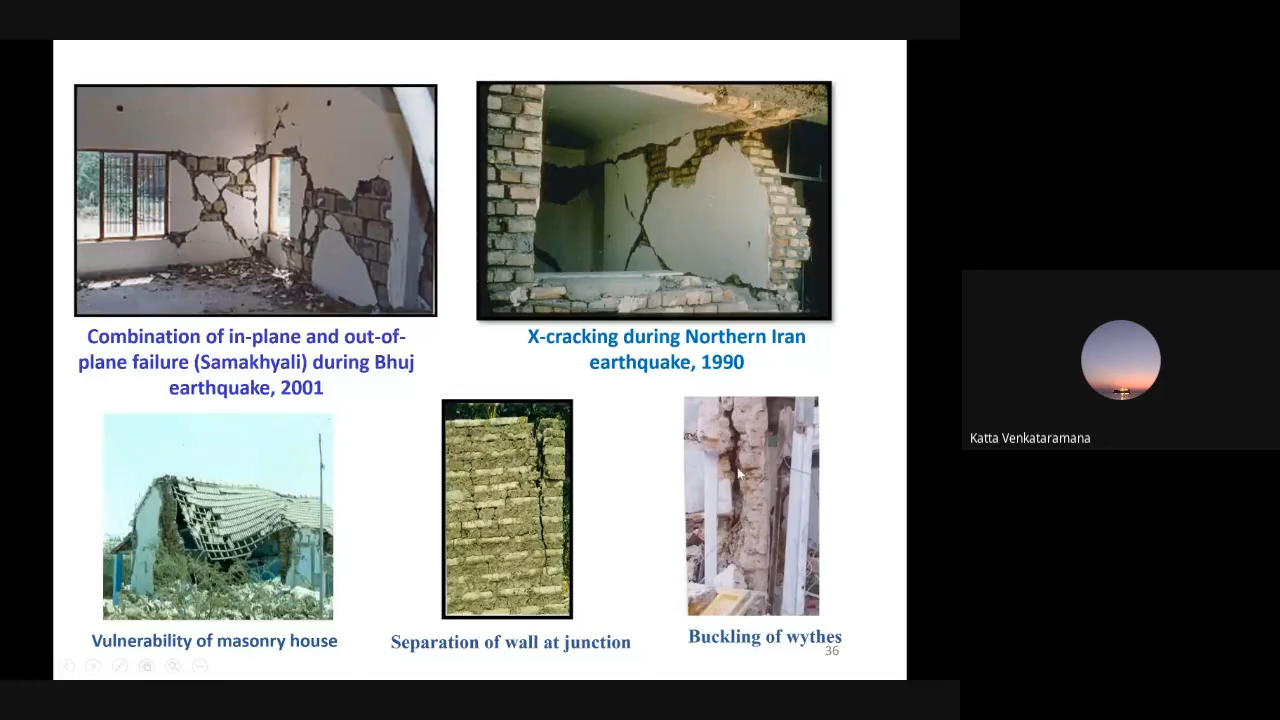 Combination of in-plane and out-of-
plane failure (Samakhyali) during Bhuj
earthquake, 2001
X-cracking during Northern Iran
earthquake, 1990
Vulnerability of masonry house
Separation of wall at junction
Buckling of wythes
36
Katta Venkataramana